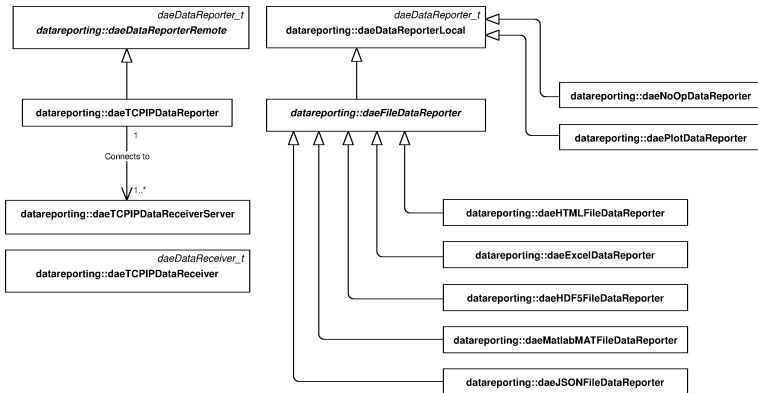 daeDataReporter_t
datareporting::daeDataReporterRemote
datareporting::daeTCPIPDataReporter
1
Connects to
1..*
datareporting::daeTCPIPDataReceiverServer
daeDataReceiver_t
datareporting::daeTCPIPDataReceiver
daeDataReporter_t
datareporting::daeDataReporterLocal
datareporting::daeFileDataReporter
datareporting::daeNoOpDataReporter
datareporting::daePlotDataReporter
datareporting::daeHTMLFileDataReporter
datareporting::daeExcelDataReporter
datareporting::daeHDF5FileDataReporter
datareporting::daeMatlabMATFileDataReporter
datareporting::daeJSONFileDataReporter